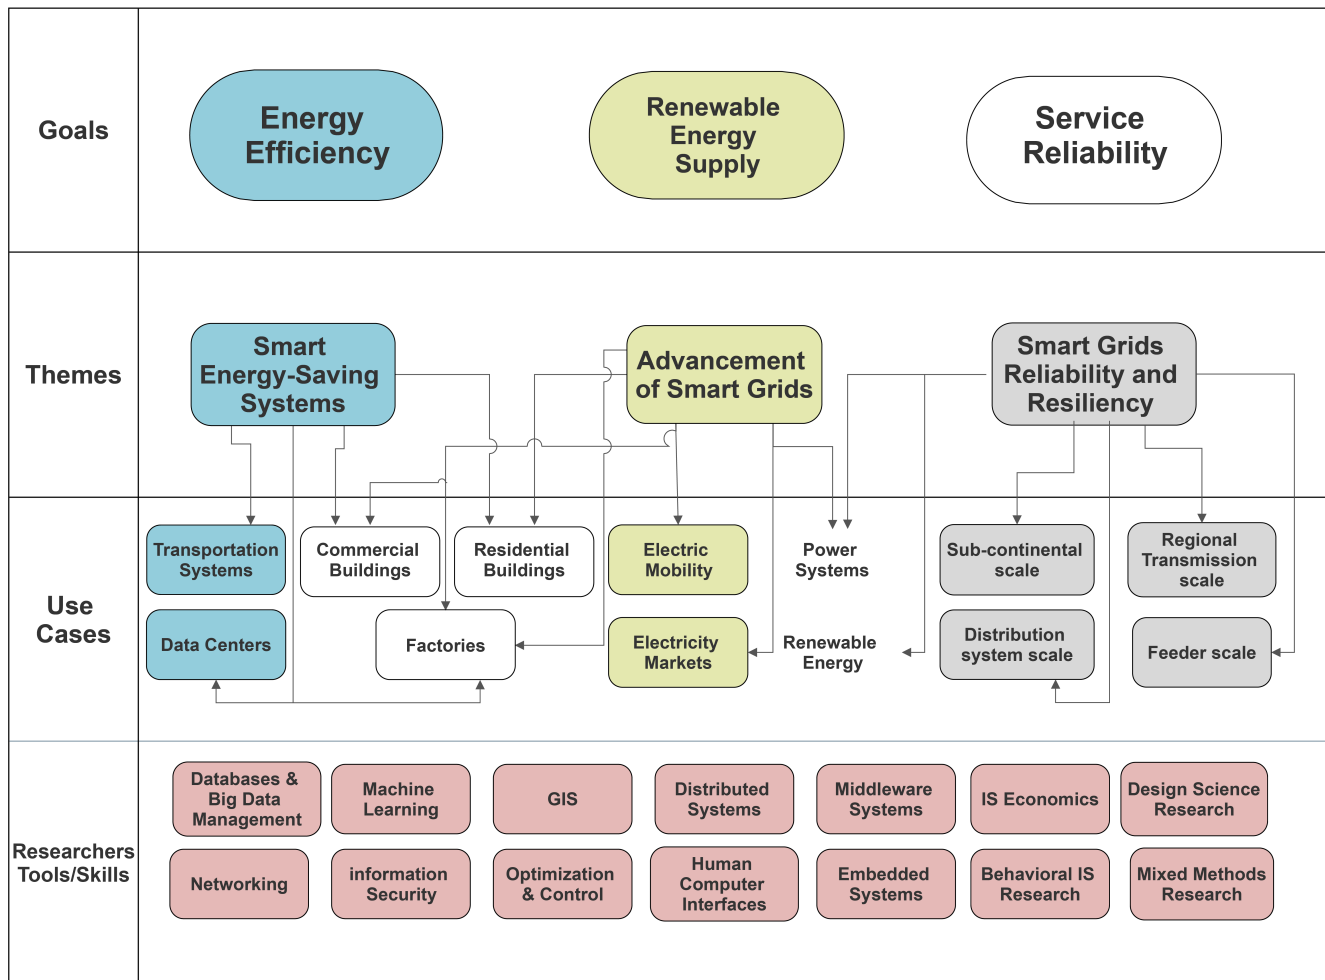 Goals
Energy
Efficiency
Renewable
Energy
Supply
Service
Reliability
Themes
Smart
Energy-Saving
Systems
Advancement
of Smart Grids
Smart Grids
Reliability and
Resiliency
Use
Cases
Transportation
Systems
Commercial
Buildings
Residential
Buildings
Electric
Mobility
Power
Systems
Sub-continental
scale
Regional
Transmission
scale
Data Centers
Factories
Electricity
Markets
Renewable
Energy
Distribution
system scale
Feeder scale
Researchers
Tools/Skills
Databases &
Big Data
Management
Machine
Learning
GIS
Distributed
Systems
Middleware
Systems
IS Economics
Design Science
Research
Networking
information
Security
Optimization
& Control
Human
Computer
Interfaces
Embedded
Systems
Behavioral IS
Research
Mixed Methods
Research